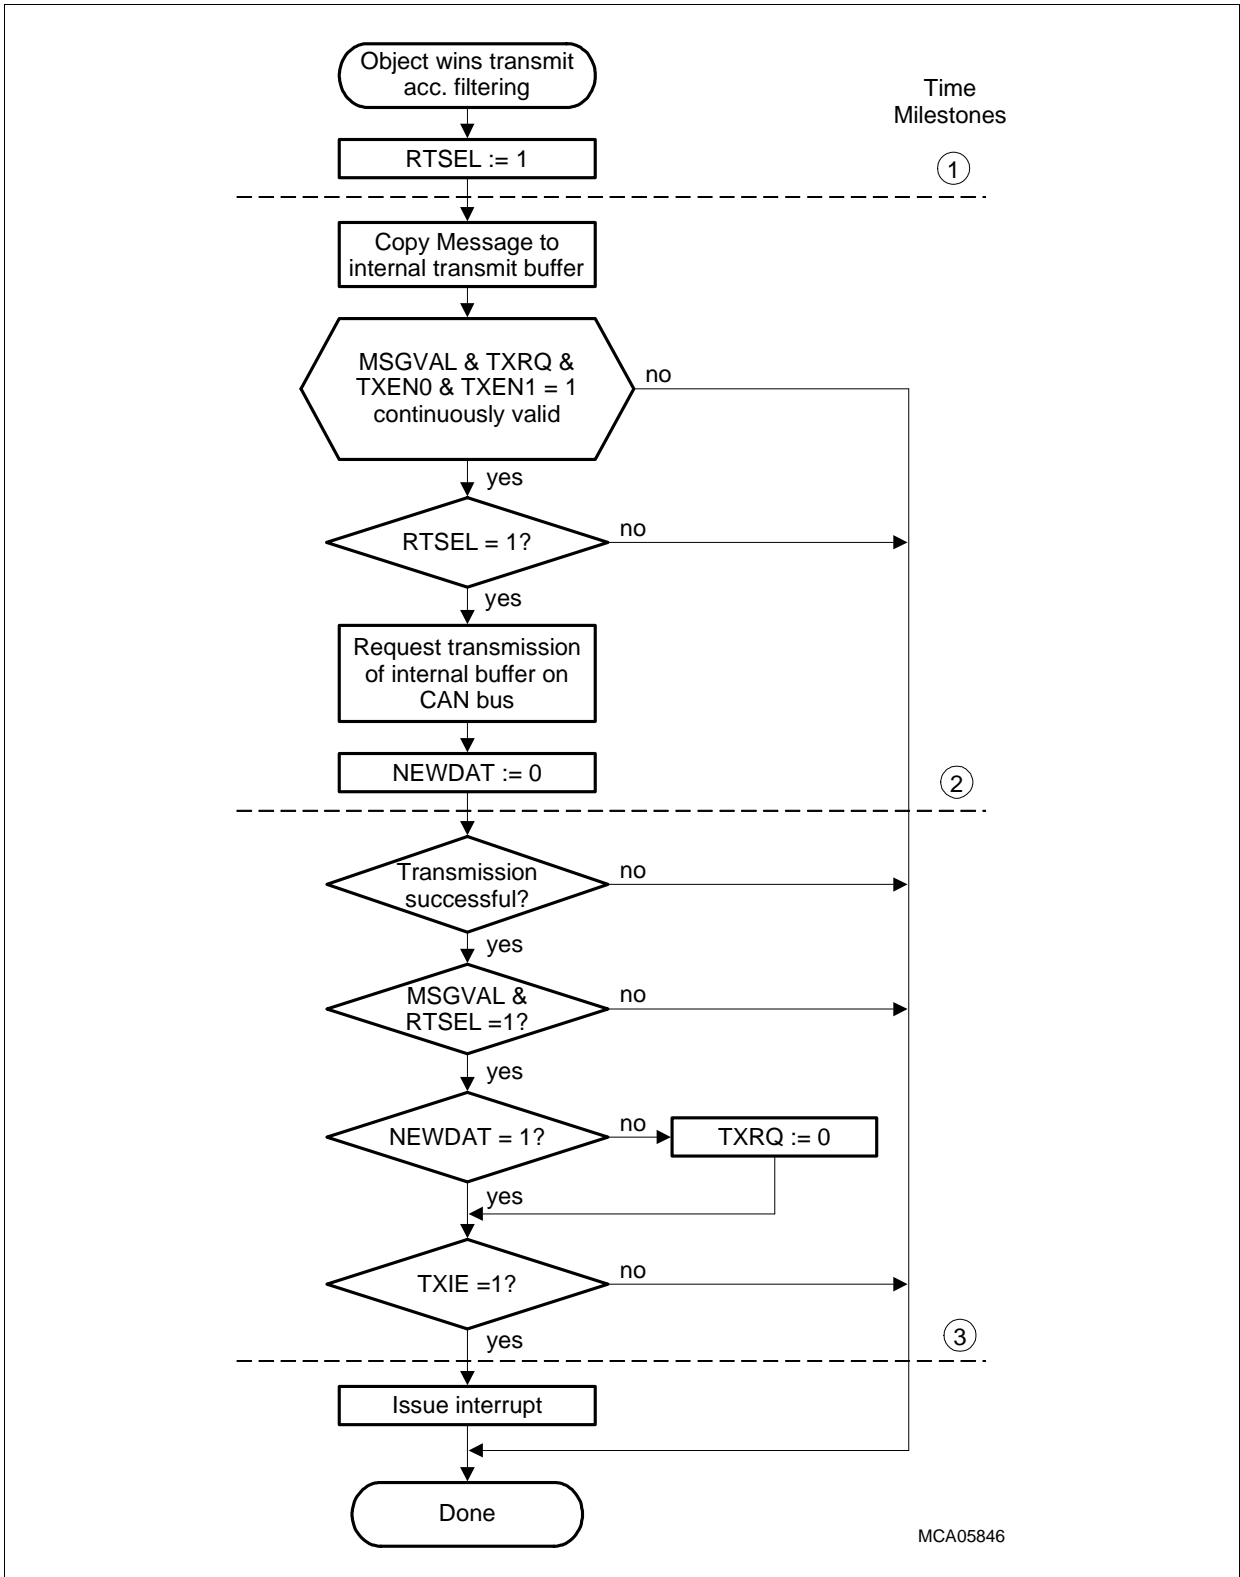 Object wins transmit
acc. filtering
Time
Milestones
RTSEL := 1
1
Copy Message to
internal transmit buffer
MSGVAL & TXRQ &
TXEN0 & TXEN1 = 1
continuously valid
no
yes
RTSEL = 1?
no
yes
Request transmission
of internal buffer on
CAN bus
NEWDAT := 0
2
Transmission
successful?
no
yes
MSGVAL &
RTSEL =1?
no
yes
NEWDAT = 1?
no
TXRQ := 0
yes
TXIE =1?
no
yes
3
Issue interrupt
Done
MCA05846